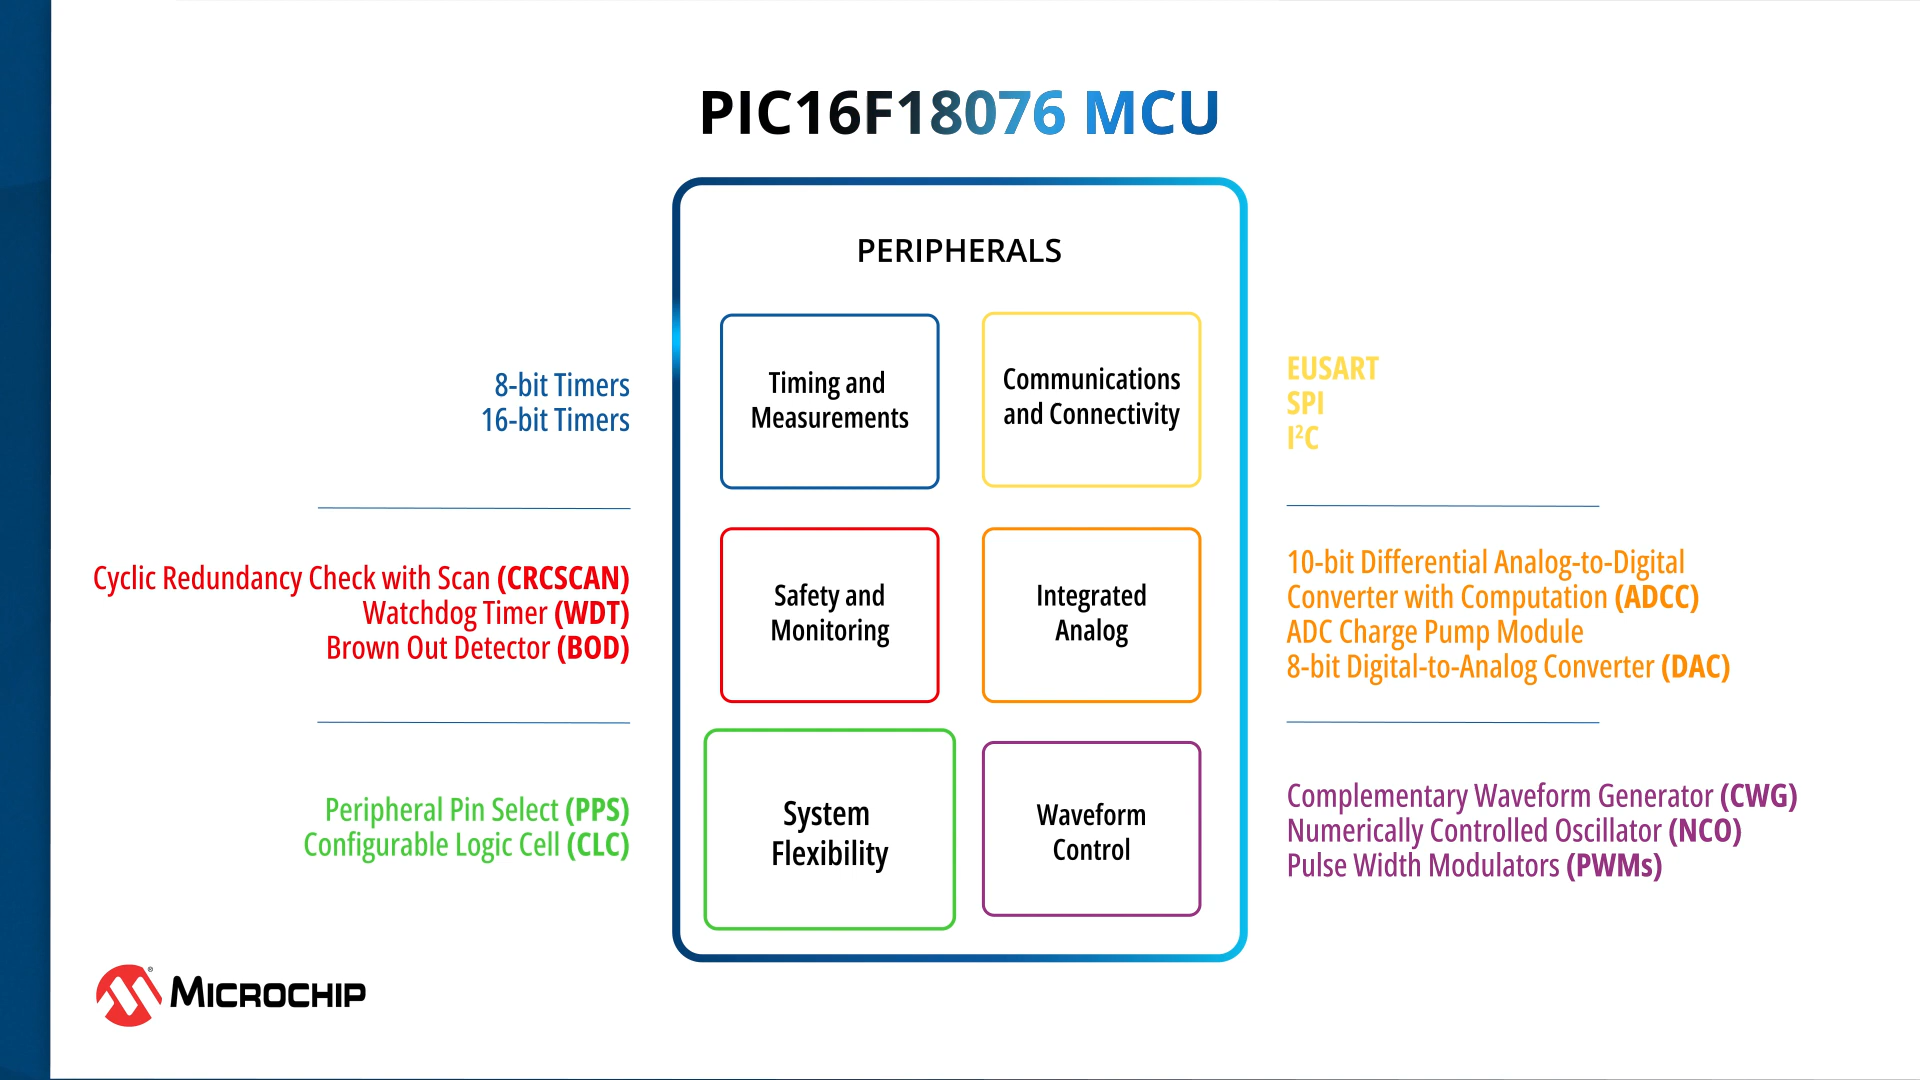 PIC16F18076 MCU
PERIPHERALS
8-bit Timers
16-bit Timers
Timing and
Measurements
Communications
and Connectivity
EUSART
SPI
I²C
Cyclic Redundancy Check with Scan (CRCSCAN)
Watchdog Timer (WDT)
Brown Out Detector (BOD)
Safety and
Monitoring
Integrated
Analog
10-bit Differential Analog-to-Digital
Converter with Computation (ADCC)
ADC Charge Pump Module
8-bit Digital-to-Analog Converter (DAC)
Peripheral Pin Select (PPS)
Configurable Logic Cell (CLC)
System
Flexibility
Waveform
Control
Complementary Waveform Generator (CWG)
Numerically Controlled Oscillator (NCO)
Pulse Width Modulators (PWMs)
® MICROCHIP